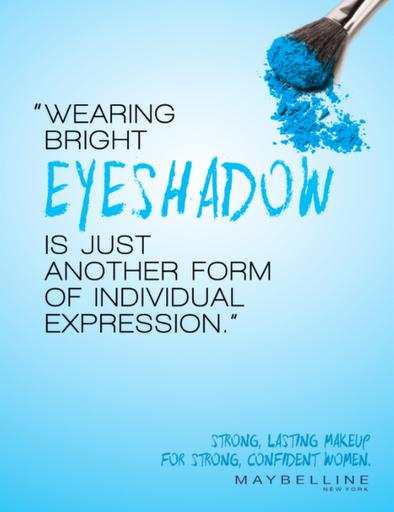 "WEARING
BRIGHT
EYESHADOW
IS JUST
ANOTHER FORM
OF INDIVIDUAL
EXPRESSION."
STRONG, LASTING MAKEUP
FOR STRONG, CONFIDENT WOMEN.
MAYBELLINE
NEW YORK